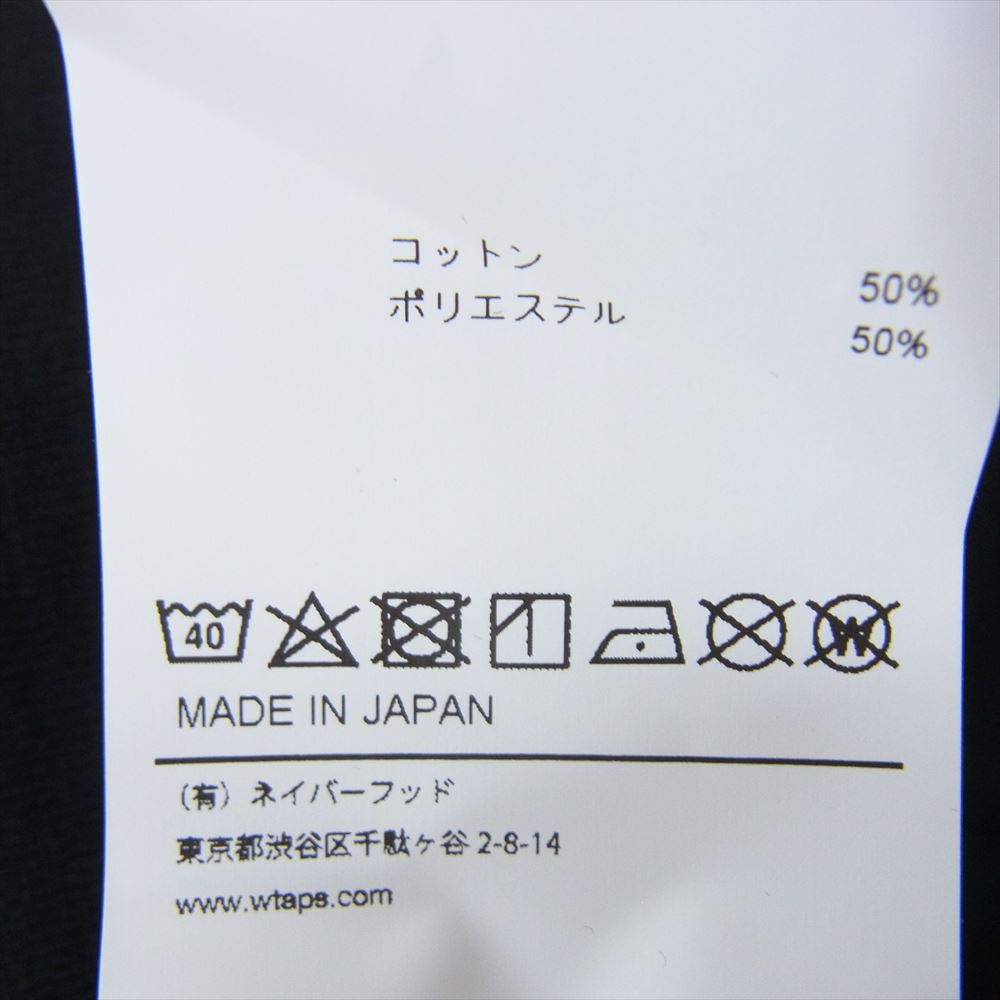 コットン 50%
ポリエステル 50%
40
W
MADE IN JAPAN
(有) ネイバーフッド
東京都渋谷区千駄ヶ谷 2-8-14
www.wtaps.com